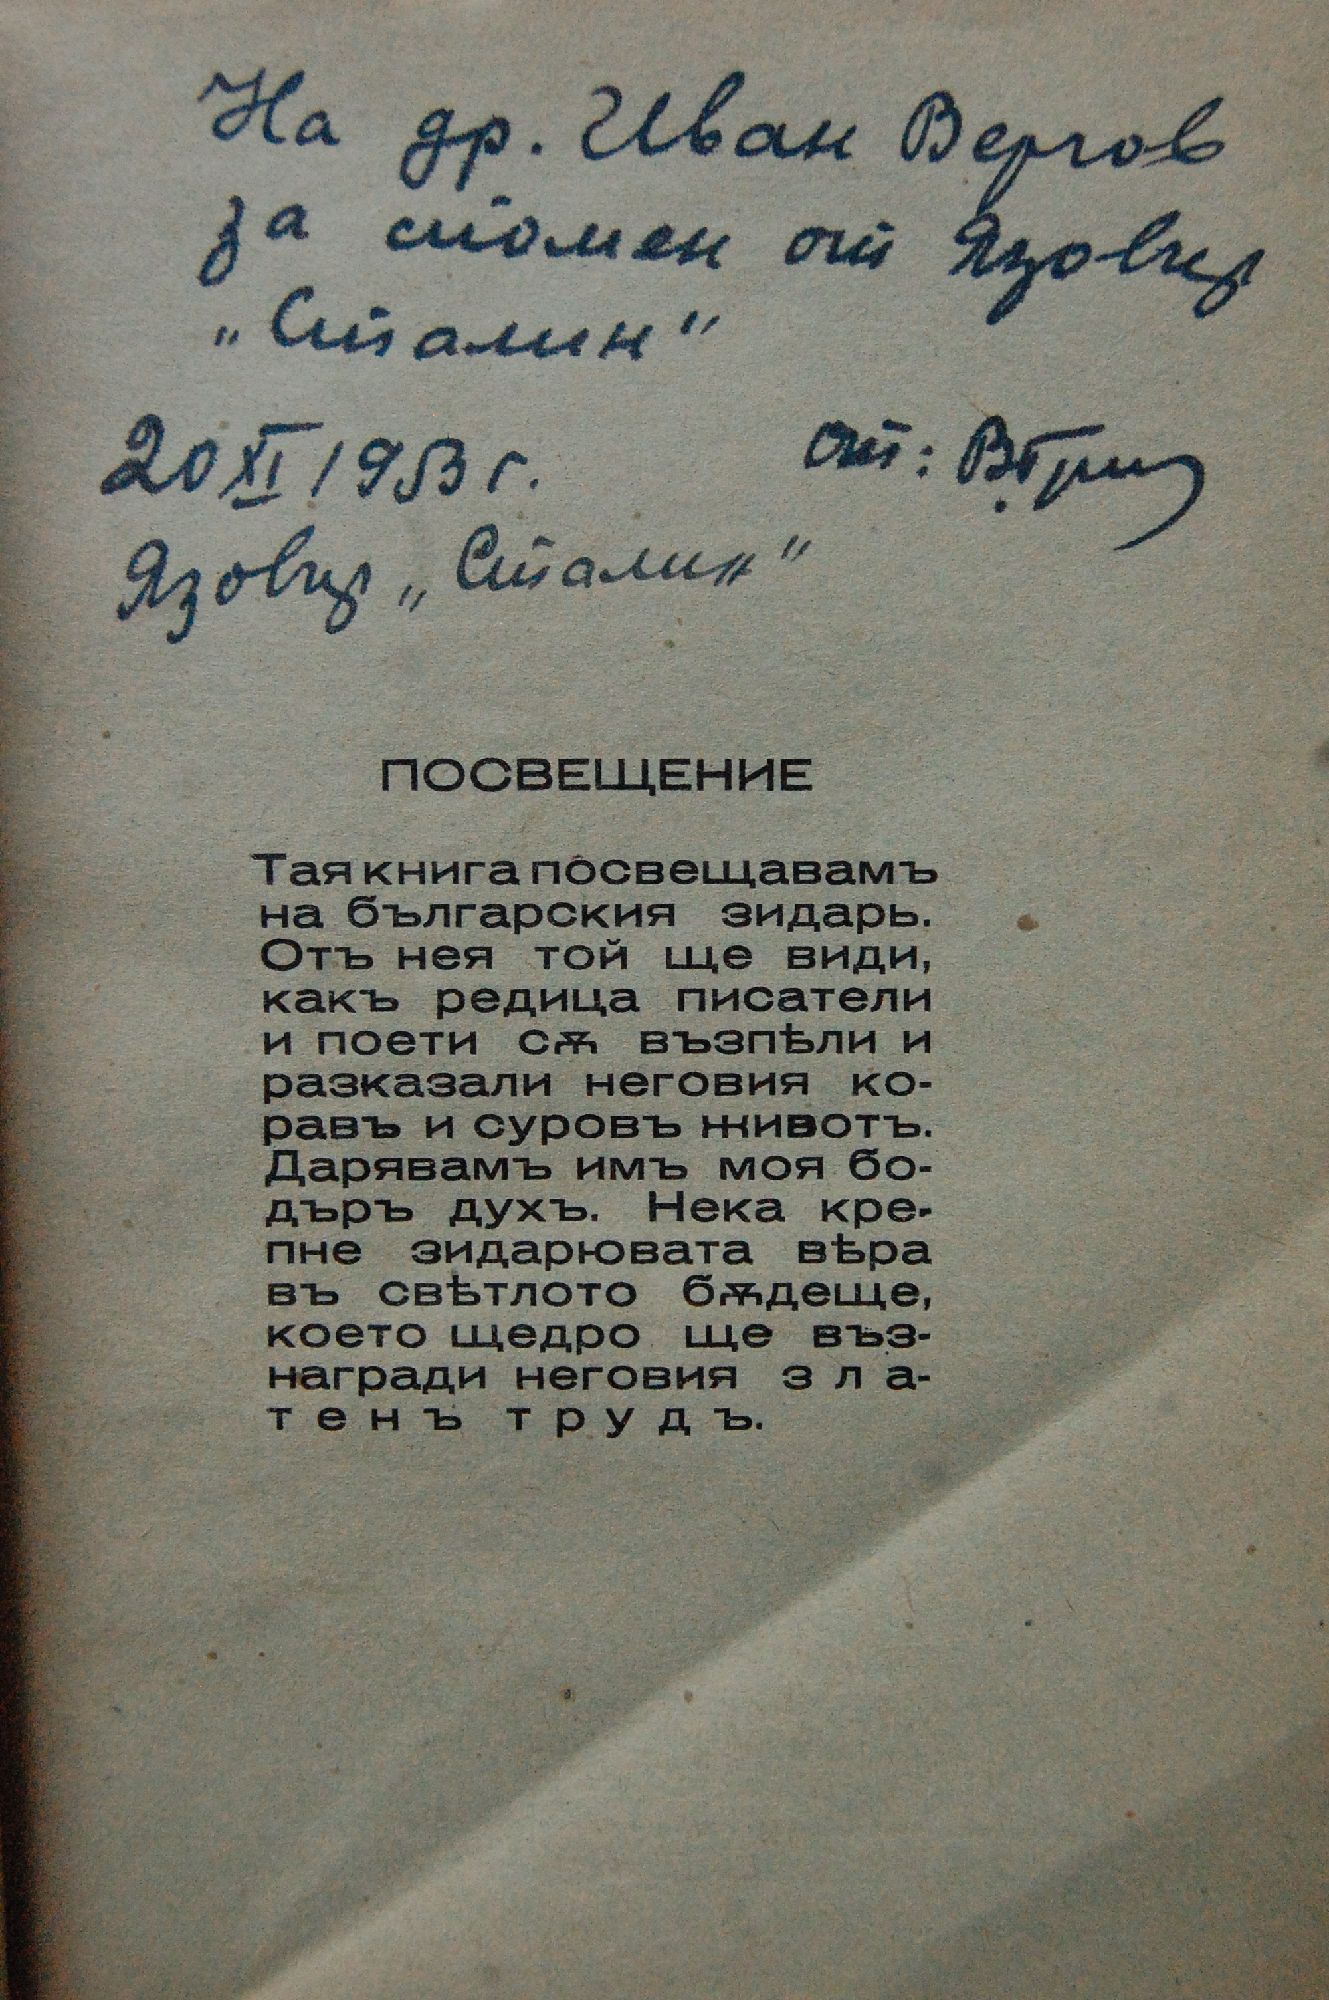 На др. Иван Вергов
за спомен от Язовир
„Сталин“
20 XI 1953 г.
от:
Язовир „Сталин“
ПОСВЕЩЕНИЕ
Тая книга посвещавамъ
на българския зидарь.
Отъ нея той ще види,
какъ редица писатели
и поети сѫ възпѣли и
разказали неговия ко-
равъ и суровъ животъ.
Дарявамъ имъ моя бо-
дъръ духъ. Нека кре-
пне зидарювата вѣра
въ свѣтлото бѫдеще,
което щедро ще въз-
награди неговия зла-
тенъ трудъ.